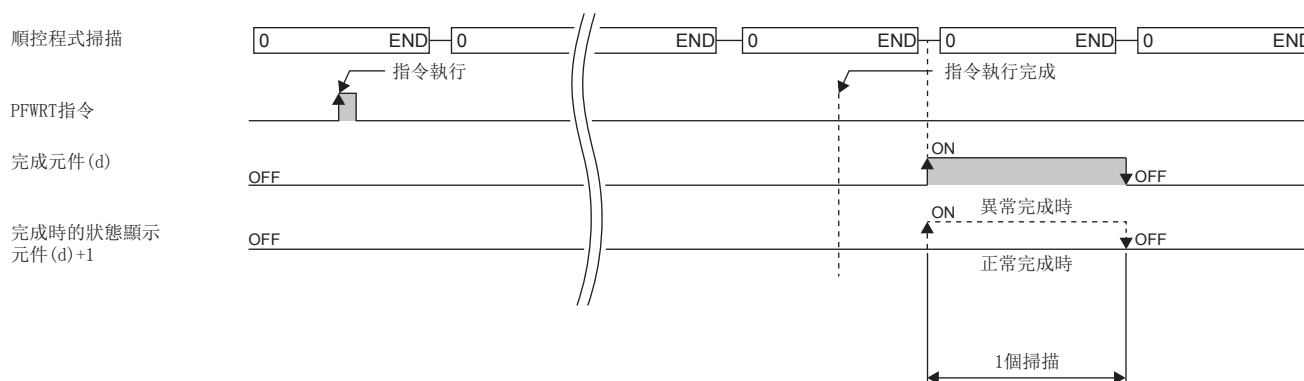 順控程式掃描 0 END 0 END 0 END 0 END 0 END
指令執行 指令執行完成
PFWRT指令
完成元件(d) ON
OFF OFF
異常完成時
完成時的狀態顯示 ON
元件(d)+1 OFF OFF
正常完成時
1個掃描